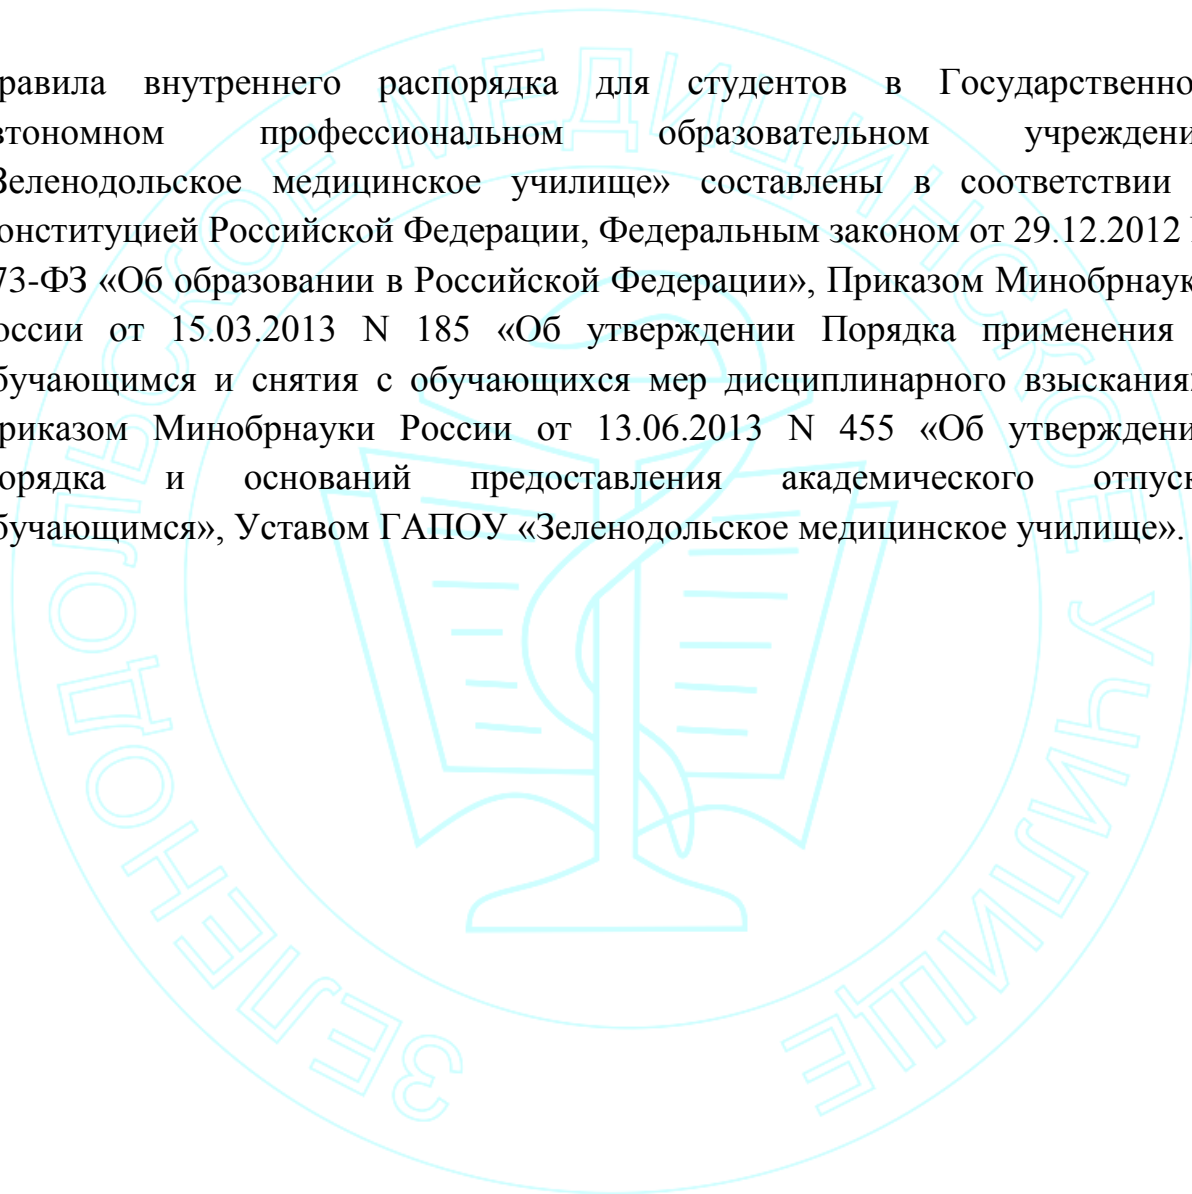 равила внутреннего распорядка для студентов в Государственно
втономном профессиональном образовательном учреждени
Зеленодольское медицинское училище» составлены в соответствии
онституцией Российской Федерации, Федеральным законом от 29.12.2012
73-ФЗ «Об образовании в Российской Федерации», Приказом Минобрнаук
оссии от 15.03.2013 N 185 «Об утверждении Порядка применения
бучающимся и снятия с обучающихся мер дисциплинарного взыскания
риказом Минобрнауки России от 13.06.2013 N 455 «Об утверждени
орядка и оснований предоставления академического отпуск
бучающимся», Уставом ГАПОУ «Зеленодольское медицинское училище».
ЗЕЛЕНОДОЛЬСКОЕ МЕДИЦИНСКОЕ УЧИЛИЩЕ